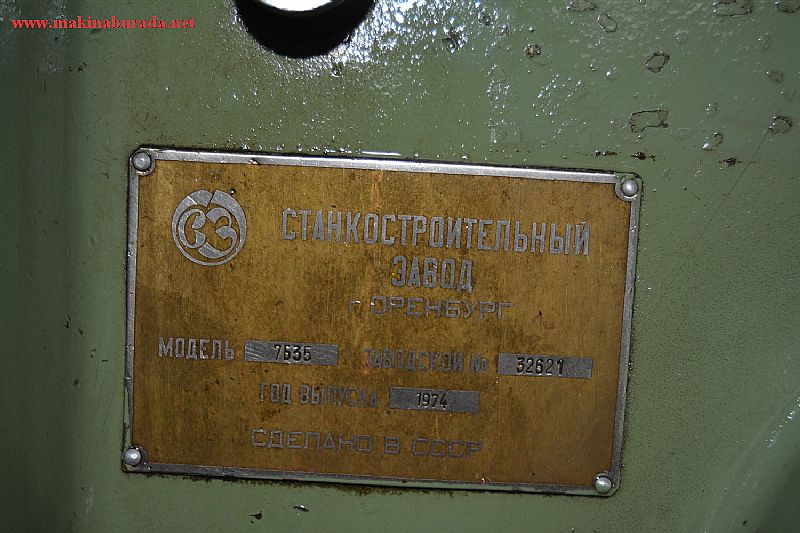 www.makinaburada.net
СЗ
СТАНКОСТРОИТЕЛЬНЫЙ
ЗАВОД
г. ОРЕНБУРГ
МОДЕЛЬ 7Б35 ЗАВОДСКОЙ № 32621
ГОД ВЫПУСКА 1974
СДЕЛАНО В СССР